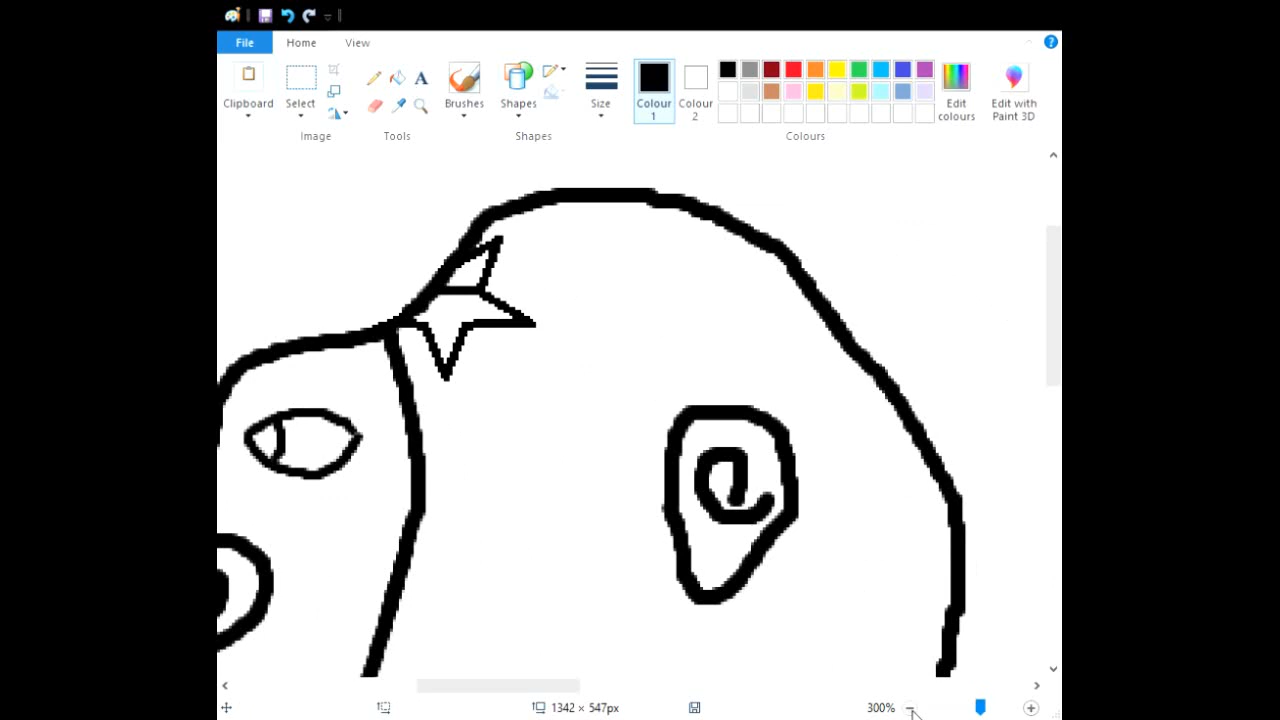 File Home View
Clipboard Select Brushes Shapes Size Colour 1 Colour 2 Edit colours Edit with Paint 3D
Image Tools Shapes Colours
1342 × 547px 300%